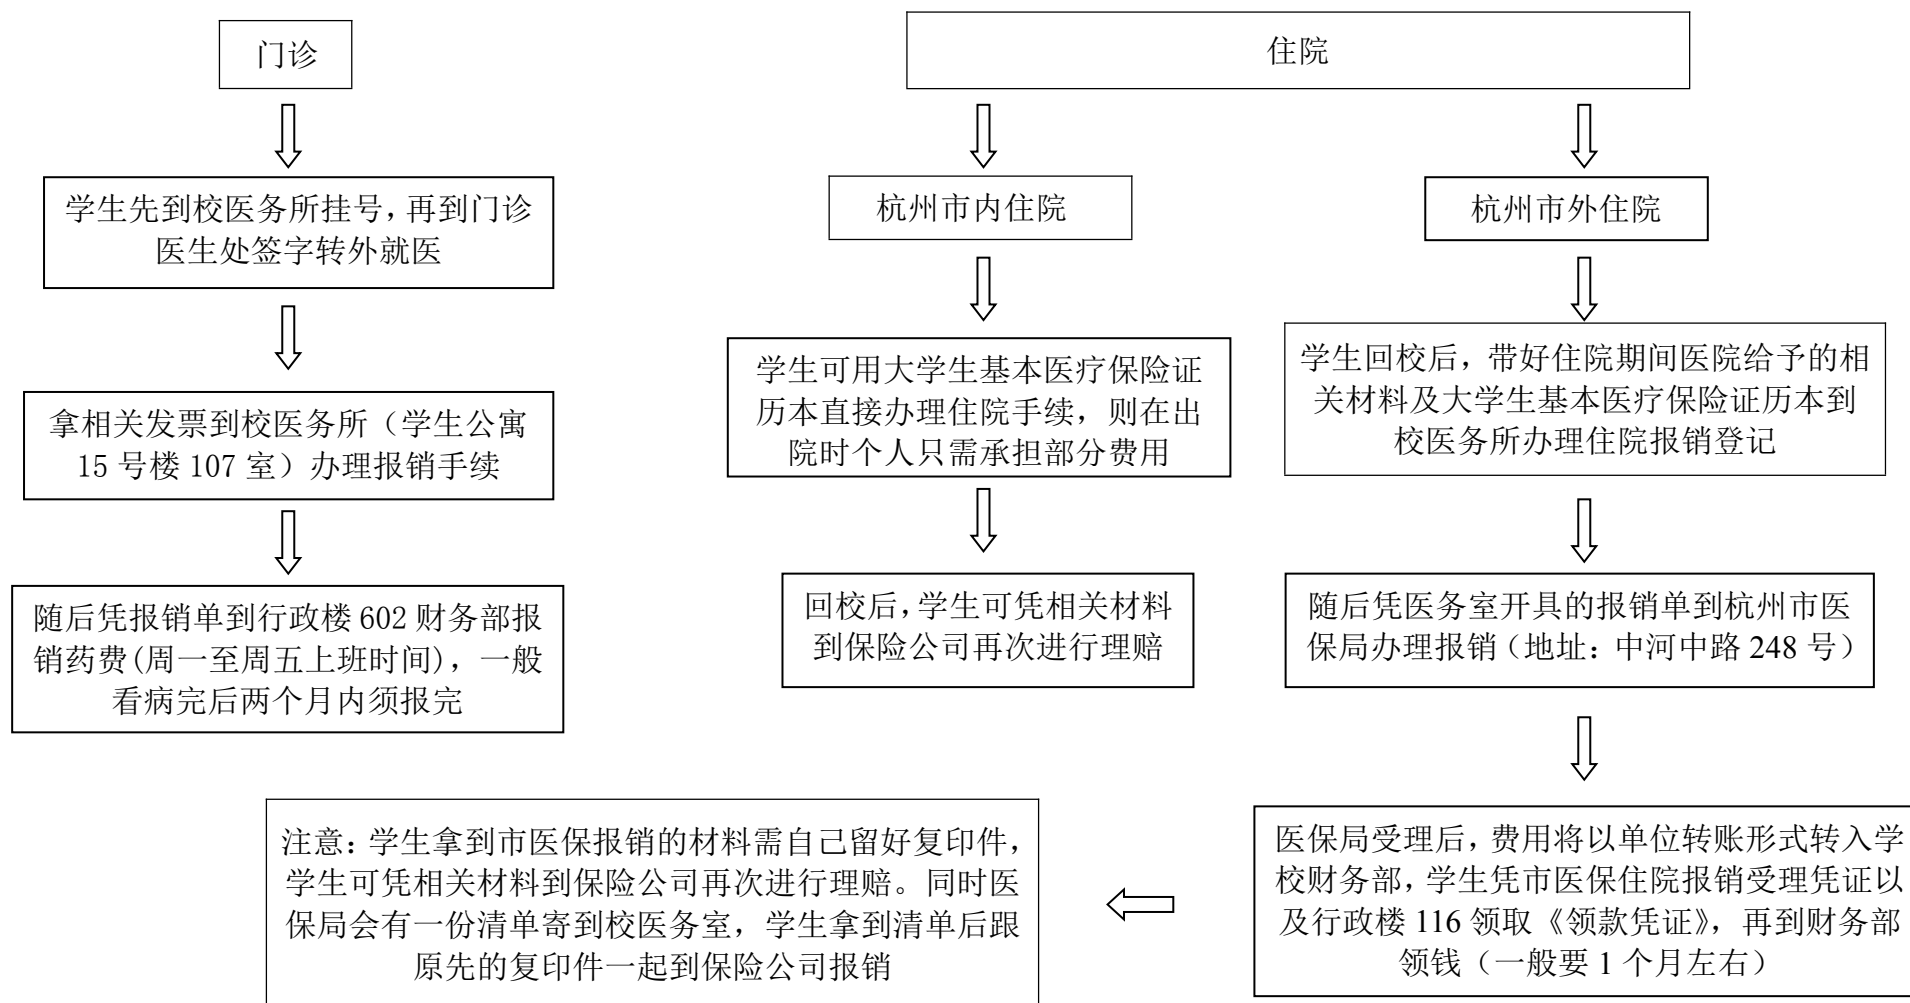 门诊
学生先到校医务所挂号，再到门诊
医生处签字转外就医
拿相关发票到校医务所（学生公寓
15 号楼 107 室）办理报销手续
随后凭报销单到行政楼 602 财务部报
销药费(周一至周五上班时间)，一般
看病完后两个月内须报完
住院
杭州市内住院
学生可用大学生基本医疗保险证
历本直接办理住院手续，则在出
院时个人只需承担部分费用
回校后，学生可凭相关材料
到保险公司再次进行理赔
杭州市外住院
学生回校后，带好住院期间医院给予的相
关材料及大学生基本医疗保险证历本到
校医务所办理住院报销登记
随后凭医务室开具的报销单到杭州市医
保局办理报销（地址：中河中路 248 号）
医保局受理后，费用将以单位转账形式转入学
校财务部，学生凭市医保住院报销受理凭证以
及行政楼 116 领取《领款凭证》，再到财务部
领钱（一般要 1 个月左右）
注意：学生拿到市医保报销的材料需自己留好复印件，
学生可凭相关材料到保险公司再次进行理赔。同时医
保局会有一份清单寄到校医务室，学生拿到清单后跟
原先的复印件一起到保险公司报销